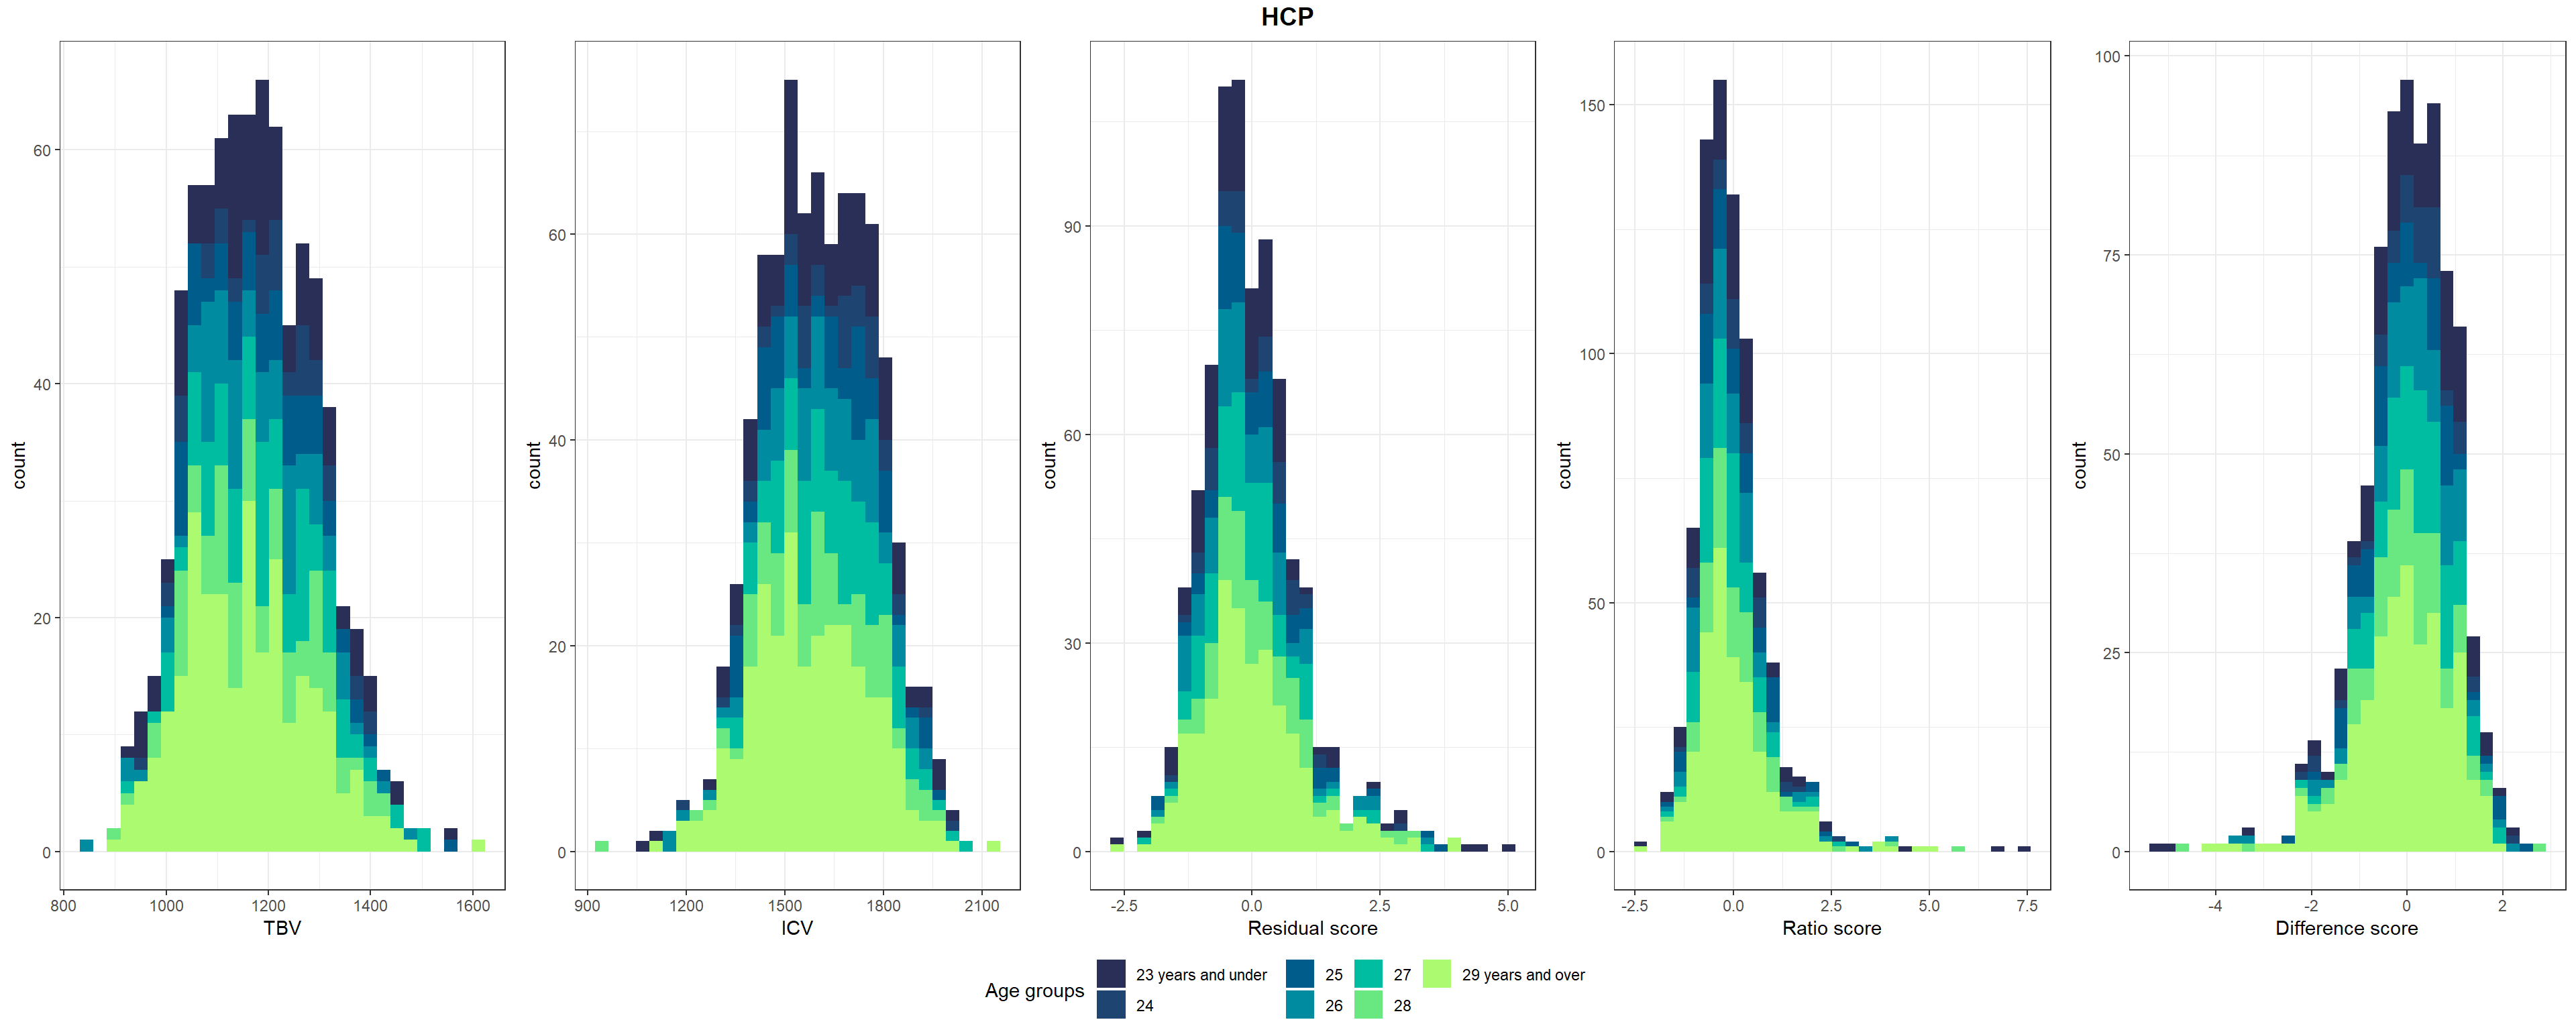 HCP
count
60
40
20
0
800 1000 1200 1400 1600
TBV
count
60
40
20
0
900 1200 1500 1800 2100
ICV
count
90
60
30
0
-2.5 0.0 2.5 5.0
Residual score
count
150
100
50
0
-2.5 0.0 2.5 5.0 7.5
Ratio score
count
100
75
50
25
0
-4 -2 0 2
Difference score
Age groups
23 years and under 25 27 29 years and over
24 26 28